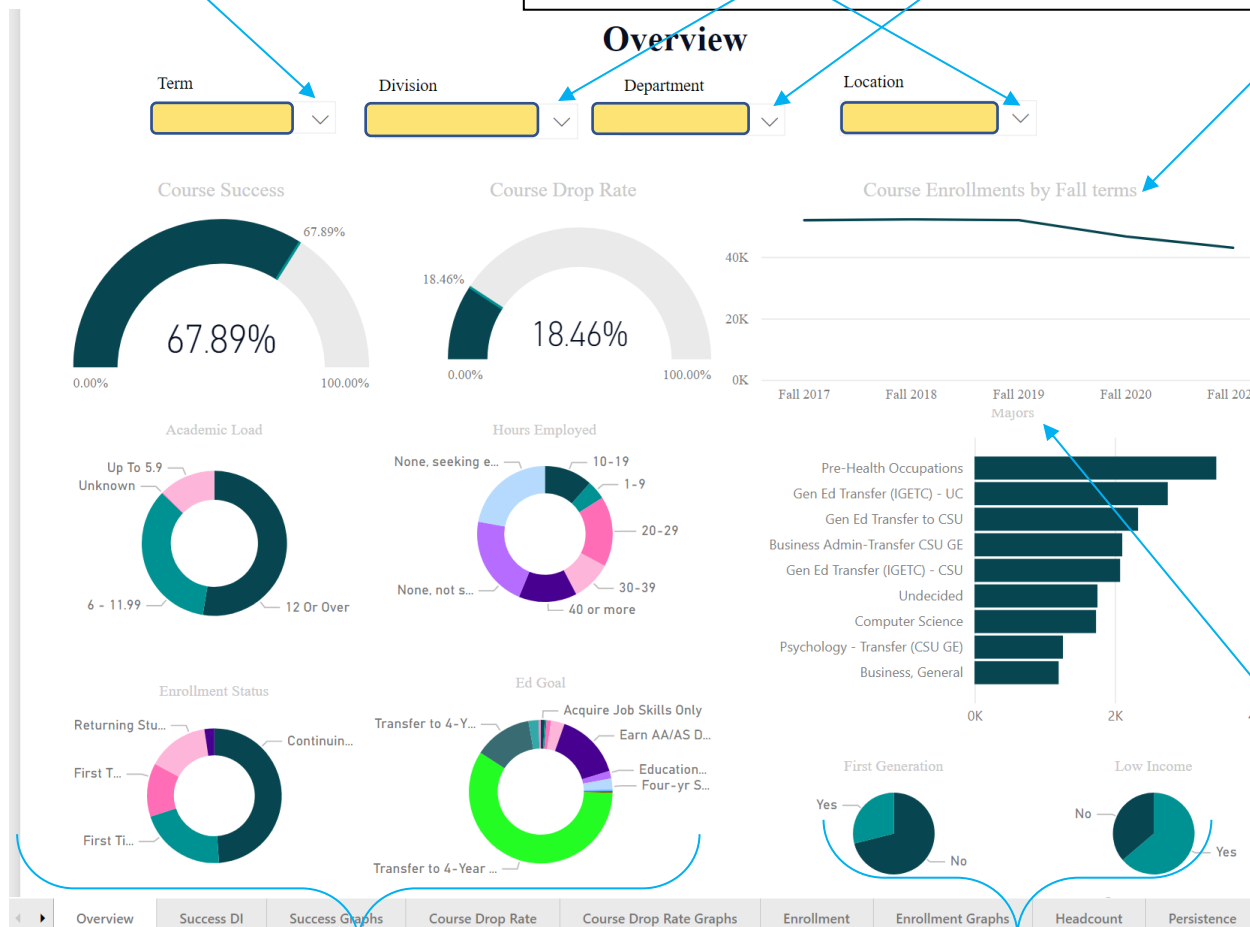 Overview
Term
Division
Department
Location
Course Success
Course Drop Rate
Course Enrollments by Fall terms
67.89%
67.89%
0.00%
100.00%
18.46%
18.46%
0.00%
100.00%
40K
20K
0K
Fall 2017
Fall 2018
Fall 2019
Fall 2020
Fall 202
Academic Load
Up To 5.9
Unknown
6 - 11.99
12 Or Over
Hours Employed
None, seeking e...
10-19
1-9
20-29
30-39
40 or more
None, not s...
Majors
Pre-Health Occupations
Gen Ed Transfer (IGETC) - UC
Gen Ed Transfer to CSU
Business Admin-Transfer CSU GE
Gen Ed Transfer (IGETC) - CSU
Undecided
Computer Science
Psychology - Transfer (CSU GE)
Business, General
0K
2K
Enrollment Status
Returning Stu...
Continuin...
First T...
First Ti...
Ed Goal
Transfer to 4-Y...
Acquire Job Skills Only
Earn AA/AS D...
Education...
Four-yr S...
Transfer to 4-Year ...
First Generation
Yes
No
Low Income
No
Yes
Overview
Success DI
Success Graphs
Course Drop Rate
Course Drop Rate Graphs
Enrollment
Enrollment Graphs
Headcount
Persistence